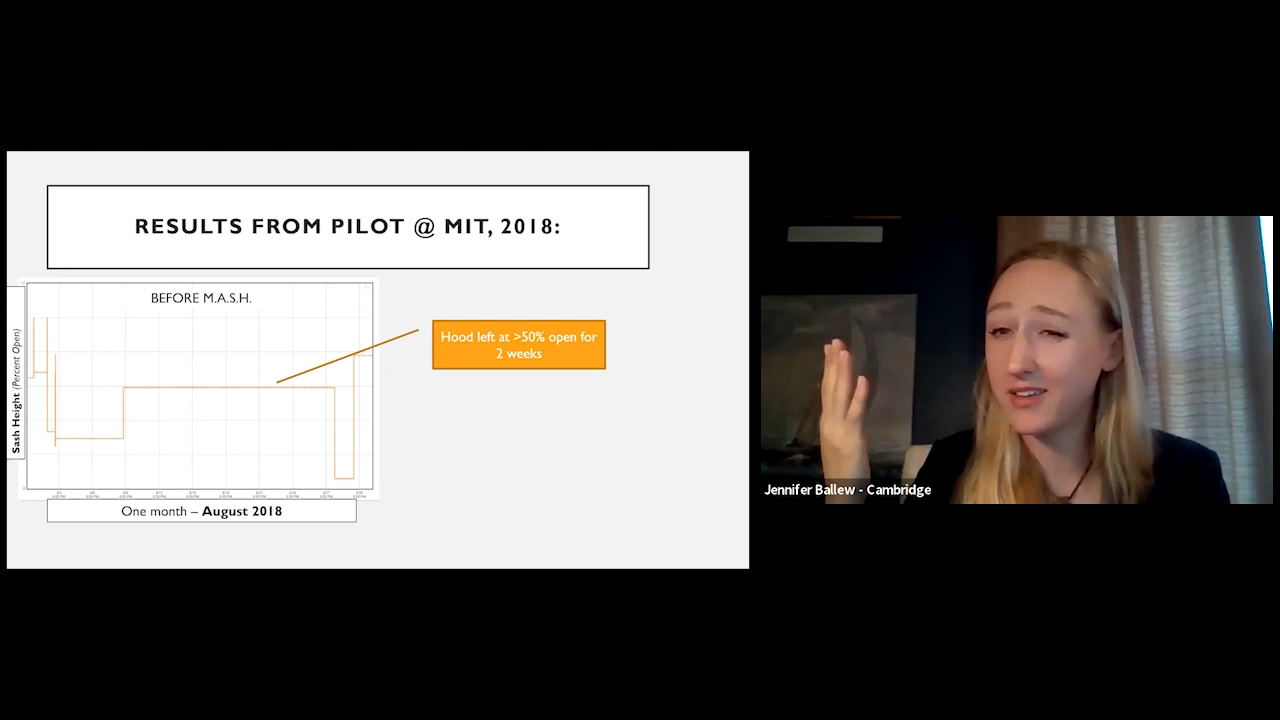 RESULTS FROM PILOT @ MIT, 2018:
BEFORE M.A.S.H.
Sash Height (Percent Open)
Hood left at >50% open for
2 weeks
One month – August 2018
Jennifer Ballew - Cambridge